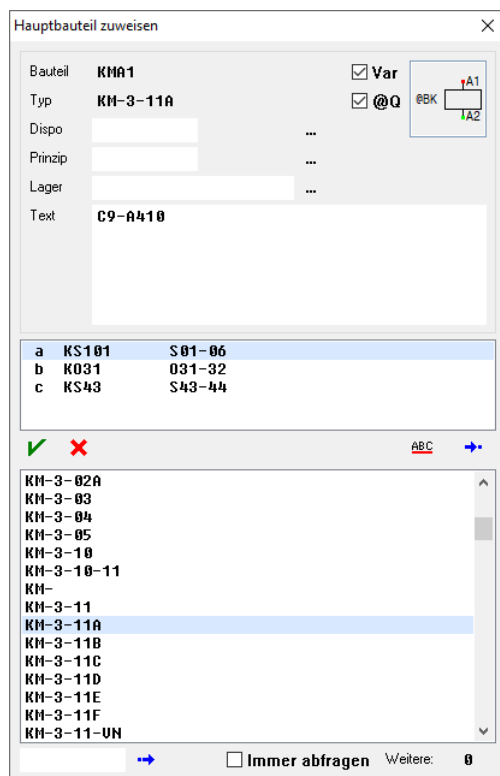 Hauptbauteil zuweisen
Bauteil KMA1 Var
Typ KM-3-11A @Q
@BK A1 A2
Dispo ...
Prinzip ...
Lager ...
Text C9-A410
a KS101 S01-06
b KO31 O31-32
c KS43 S43-44
ABC
KM-3-02A
KM-3-03
KM-3-04
KM-3-05
KM-3-10
KM-3-10-11
KM-
KM-3-11
KM-3-11A
KM-3-11B
KM-3-11C
KM-3-11D
KM-3-11E
KM-3-11F
KM-3-11-VN
Immer abfragen Weitere: 0